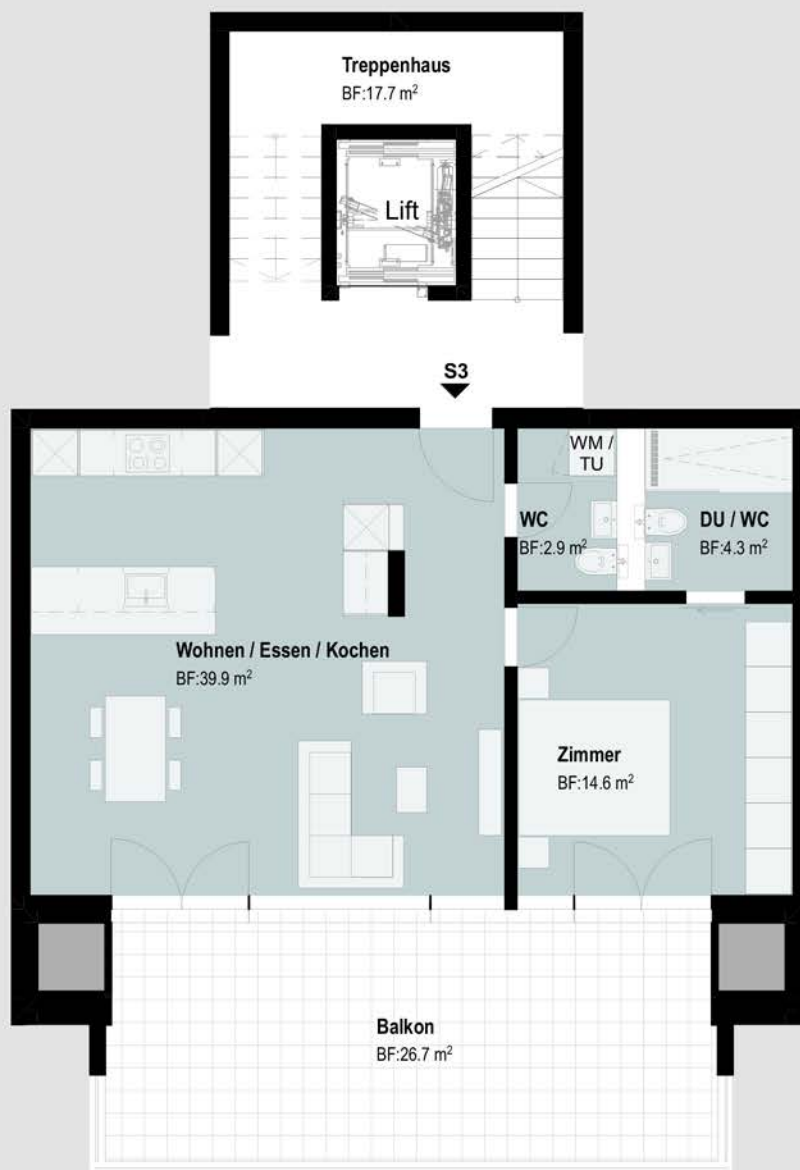 Treppenhaus
BF:17.7 m²
Lift
S3
WM /
TU
WC
BF:2.9 m²
DU / WC
BF:4.3 m²
Wohnen / Essen / Kochen
BF:39.9 m²
Zimmer
BF:14.6 m²
Balkon
BF:26.7 m²